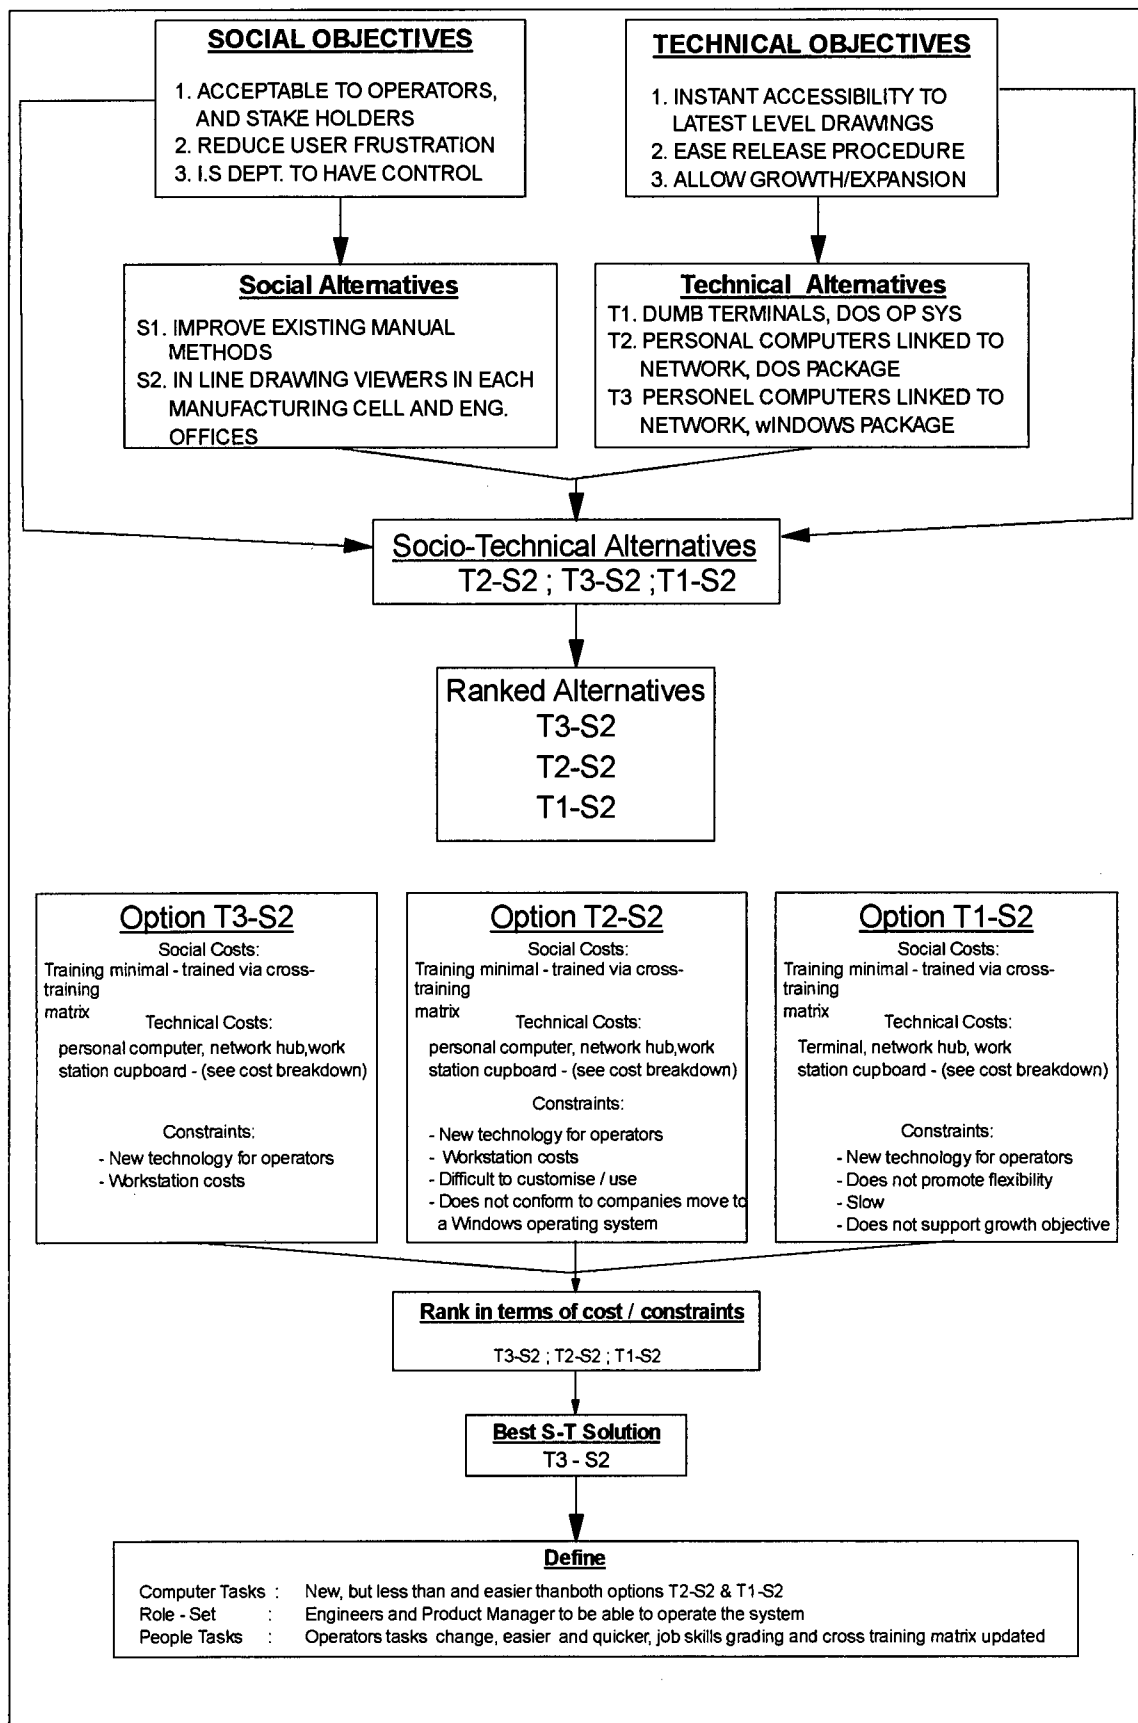 SOCIAL OBJECTIVES
1. ACCEPTABLE TO OPERATORS,
AND STAKE HOLDERS
2. REDUCE USER FRUSTRATION
3. I.S DEPT. TO HAVE CONTROL
TECHNICAL OBJECTIVES
1. INSTANT ACCESSIBILITY TO
LATEST LEVEL DRAWINGS
2. EASE RELEASE PROCEDURE
3. ALLOW GROWTH/EXPANSION
Social Alternatives
S1. IMPROVE EXISTING MANUAL
METHODS
S2. IN LINE DRAWING VIEWERS IN EACH
MANUFACTURING CELL AND ENG.
OFFICES
Technical Alternatives
T1. DUMB TERMINALS, DOS OP SYS
T2. PERSONAL COMPUTERS LINKED TO
NETWORK, DOS PACKAGE
T3 PERSONEL COMPUTERS LINKED TO
NETWORK, wINDOWS PACKAGE
Socio-Technical Alternatives
T2-S2 ; T3-S2 ;T1-S2
Ranked Alternatives
T3-S2
T2-S2
T1-S2
Option T3-S2
Social Costs:
Training minimal - trained via cross-
training
matrix
Technical Costs:
personal computer, network hub,work
station cupboard - (see cost breakdown)
Constraints:
- New technology for operators
- Workstation costs
Option T2-S2
Social Costs:
Training minimal - trained via cross-
training
matrix
Technical Costs:
personal computer, network hub,work
station cupboard - (see cost breakdown)
Constraints:
- New technology for operators
- Workstation costs
- Difficult to customise / use
- Does not conform to companies move to
a Windows operating system
Option T1-S2
Social Costs:
Training minimal - trained via cross-
training
matrix
Technical Costs:
Terminal, network hub, work
station cupboard - (see cost breakdown)
Constraints:
- New technology for operators
- Does not promote flexibility
- Slow
- Does not support growth objective
Rank in terms of cost / constraints
T3-S2 ; T2-S2 ; T1-S2
Best S-T Solution
T3 - S2
Define
Computer Tasks : New, but less than and easier thanboth options T2-S2 & T1-S2
Role - Set : Engineers and Product Manager to be able to operate the system
People Tasks : Operators tasks change, easier and quicker, job skills grading and cross training matrix updated